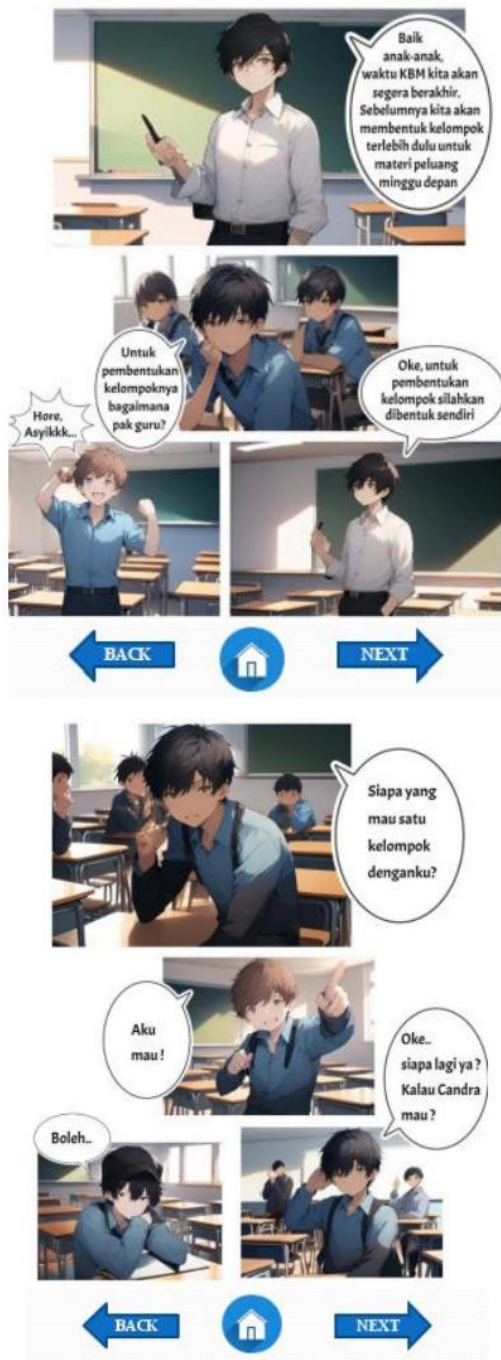 Baik
anak-anak,
waktu KBM kita akan
segera berakhir.
Sebelumnya kita akan
membentuk kelompok
terlebih dulu untuk
materi peluang
minggu depan
Untuk
pembentukan
kelompoknya
bagaimana
pak guru?
Oke, untuk
pembentukan
kelompok silahkan
dibentuk sendiri
Hore,
Asyikkk...
BACK
NEXT
Siapa yang
mau satu
kelompok
denganku?
Aku
mau !
Oke..
siapa lagi ya ?
Kalau Candra
mau ?
Boleh..
BACK
NEXT